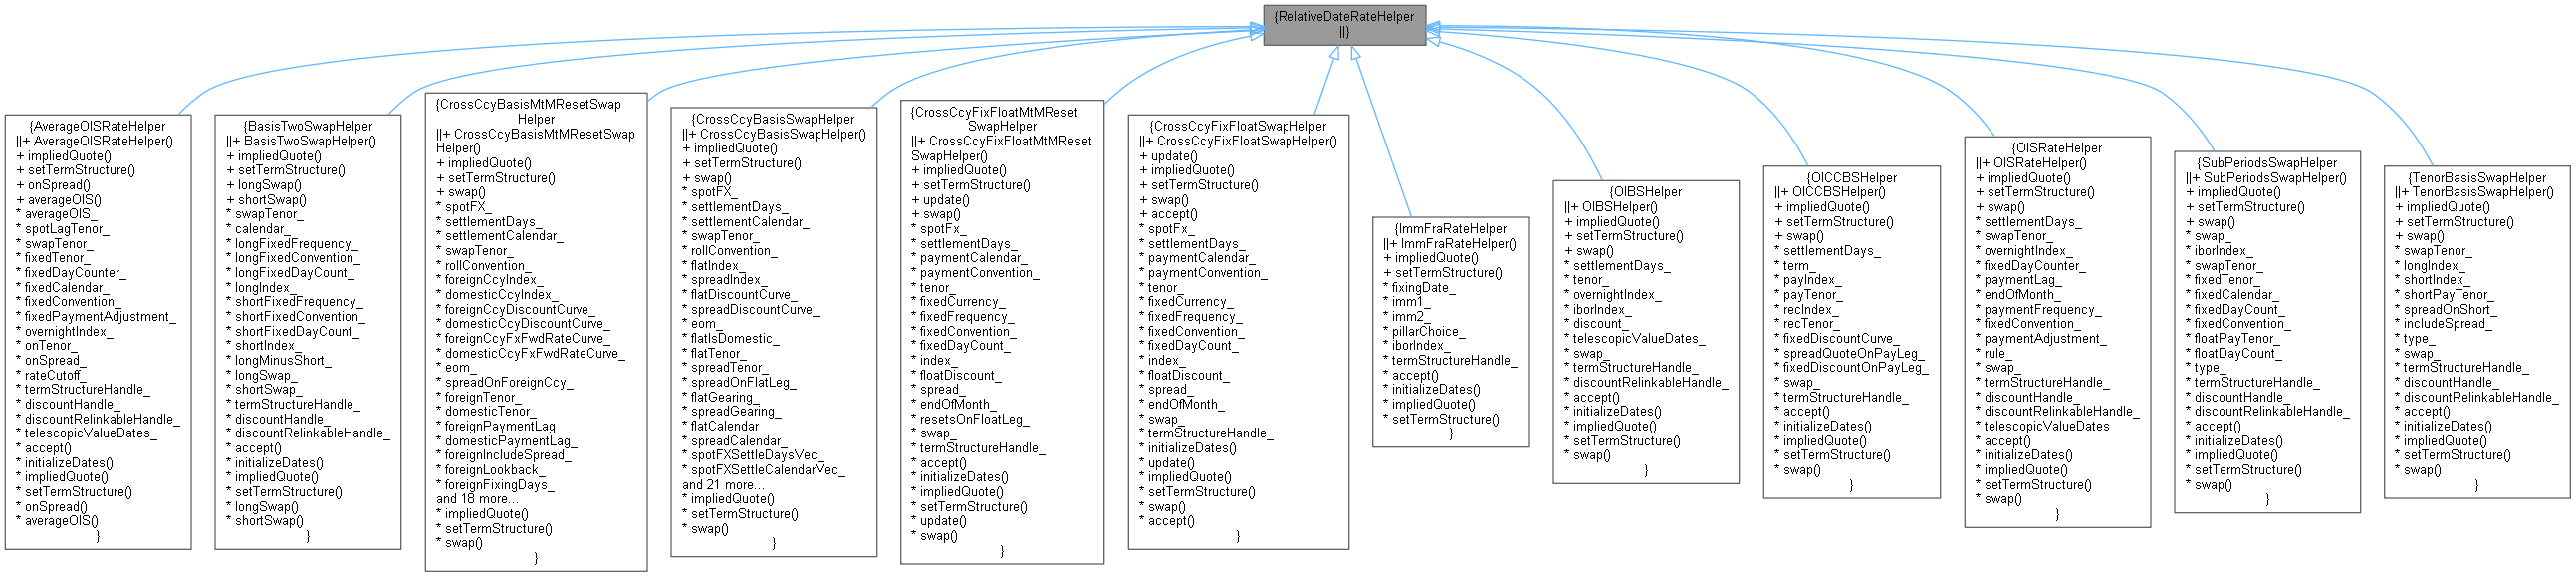 {RelativeDateRateHelper
||}
{AverageOISRateHelper
||+ AverageOISRateHelper()
+ impliedQuote()
+ setTermStructure()
+ onSpread()
+ averageOIS()
* averageOIS_
* spotLagTenor_
* swapTenor_
* fixedTenor_
* fixedDayCounter_
* fixedCalendar_
* fixedConvention_
* fixedPaymentAdjustment_
* overnightIndex_
* onTenor_
* onSpread_
* rateCutoff_
* termStructureHandle_
* discountHandle_
* discountRelinkableHandle_
* telescopicValueDates_
* accept()
* initializeDates()
* impliedQuote()
* setTermStructure()
* onSpread()
* averageOIS()
}
{BasisTwoSwapHelper
||+ BasisTwoSwapHelper()
+ impliedQuote()
+ setTermStructure()
+ longSwap()
+ shortSwap()
* swapTenor_
* calendar_
* longFixedFrequency_
* longFixedConvention_
* longFixedDayCount_
* longIndex_
* shortFixedFrequency_
* shortFixedConvention_
* shortFixedDayCount_
* shortIndex_
* longMinusShort_
* longSwap_
* shortSwap_
* termStructureHandle_
* discountHandle_
* discountRelinkableHandle_
* accept()
* initializeDates()
* impliedQuote()
* setTermStructure()
* longSwap()
* shortSwap()
}
{CrossCcyBasisMtMResetSwap
Helper
||+ CrossCcyBasisMtMResetSwap
Helper()
+ impliedQuote()
+ setTermStructure()
+ swap()
* spotFX_
* settlementDays_
* settlementCalendar_
* swapTenor_
* rollConvention_
* foreignCcyIndex_
* domesticCcyIndex_
* foreignCcyDiscountCurve_
* domesticCcyDiscountCurve_
* foreignCcyFxFwdRateCurve_
* domesticCcyFxFwdRateCurve_
* eom_
* spreadOnForeignCcy_
* foreignTenor_
* domesticTenor_
* foreignPaymentLag_
* domesticPaymentLag_
* foreignIncludeSpread_
* foreignLookback_
* foreignFixingDays_
and 18 more...
* impliedQuote()
* setTermStructure()
* swap()
}
{CrossCcyBasisSwapHelper
||+ CrossCcyBasisSwapHelper()
+ impliedQuote()
+ setTermStructure()
+ swap()
* spotFX_
* settlementDays_
* settlementCalendar_
* swapTenor_
* rollConvention_
* flatIndex_
* spreadIndex_
* flatDiscountCurve_
* spreadDiscountCurve_
* eom_
* flatIsDomestic_
* flatTenor_
* spreadTenor_
* spreadOnFlatLeg_
* flatGearing_
* spreadGearing_
* flatCalendar_
* spreadCalendar_
* spotFXSettleDaysVec_
* spotFXSettleCalendarVec_
and 21 more...
* impliedQuote()
* setTermStructure()
* swap()
}
{CrossCcyFixFloatMtMReset
SwapHelper
||+ CrossCcyFixFloatMtMReset
SwapHelper()
+ impliedQuote()
+ setTermStructure()
+ update()
+ swap()
* spotFx_
* settlementDays_
* paymentCalendar_
* paymentConvention_
* tenor_
* fixedCurrency_
* fixedFrequency_
* fixedConvention_
* fixedDayCount_
* index_
* floatDiscount_
* spread_
* endOfMonth_
* resetsOnFloatLeg_
* swap_
* termStructureHandle_
* accept()
* initializeDates()
* impliedQuote()
* setTermStructure()
* update()
* swap()
}
{CrossCcyFixFloatSwapHelper
||+ CrossCcyFixFloatSwapHelper()
+ update()
+ impliedQuote()
+ setTermStructure()
+ swap()
+ accept()
* spotFx_
* settlementDays_
* paymentCalendar_
* paymentConvention_
* tenor_
* fixedCurrency_
* fixedFrequency_
* fixedConvention_
* fixedDayCount_
* index_
* floatDiscount_
* spread_
* endOfMonth_
* swap_
* termStructureHandle_
* initializeDates()
* update()
* impliedQuote()
* setTermStructure()
* swap()
* accept()
}
{ImmFraRateHelper
||+ ImmFraRateHelper()
+ impliedQuote()
+ setTermStructure()
* fixingDate_
* imm1_
* imm2_
* pillarChoice_
* iborIndex_
* termStructureHandle_
* accept()
* initializeDates()
* impliedQuote()
* setTermStructure()
}
{OIBSHelper
||+ OIBSHelper()
+ impliedQuote()
+ setTermStructure()
+ swap()
* settlementDays_
* tenor_
* overnightIndex_
* iborIndex_
* discount_
* telescopicValueDates_
* swap_
* termStructureHandle_
* discountRelinkableHandle_
* accept()
* initializeDates()
* impliedQuote()
* setTermStructure()
* swap()
}
{OICCBSHelper
||+ OICCBSHelper()
+ impliedQuote()
+ setTermStructure()
+ swap()
* settlementDays_
* term_
* payIndex_
* payTenor_
* recIndex_
* recTenor_
* fixedDiscountCurve_
* spreadQuoteOnPayLeg_
* fixedDiscountOnPayLeg_
* swap_
* termStructureHandle_
* accept()
* initializeDates()
* impliedQuote()
* setTermStructure()
* swap()
}
{OISRateHelper
||+ OISRateHelper()
+ impliedQuote()
+ setTermStructure()
+ swap()
* settlementDays_
* swapTenor_
* overnightIndex_
* fixedDayCounter_
* paymentLag_
* endOfMonth_
* paymentFrequency_
* fixedConvention_
* paymentAdjustment_
* rule_
* swap_
* termStructureHandle_
* discountHandle_
* discountRelinkableHandle_
* telescopicValueDates_
* accept()
* initializeDates()
* impliedQuote()
* setTermStructure()
* swap()
}
{SubPeriodsSwapHelper
||+ SubPeriodsSwapHelper()
+ impliedQuote()
+ setTermStructure()
+ swap()
* swap_
* iborIndex_
* swapTenor_
* fixedTenor_
* fixedCalendar_
* fixedDayCount_
* fixedConvention_
* floatPayTenor_
* floatDayCount_
* type_
* termStructureHandle_
* discountHandle_
* discountRelinkableHandle_
* accept()
* initializeDates()
* impliedQuote()
* setTermStructure()
* swap()
}
{TenorBasisSwapHelper
||+ TenorBasisSwapHelper()
+ impliedQuote()
+ setTermStructure()
+ swap()
* swapTenor_
* longIndex_
* shortIndex_
* shortPayTenor_
* spreadOnShort_
* includeSpread_
* type_
* swap_
* termStructureHandle_
* discountHandle_
* discountRelinkableHandle_
* accept()
* initializeDates()
* impliedQuote()
* setTermStructure()
* swap()
}